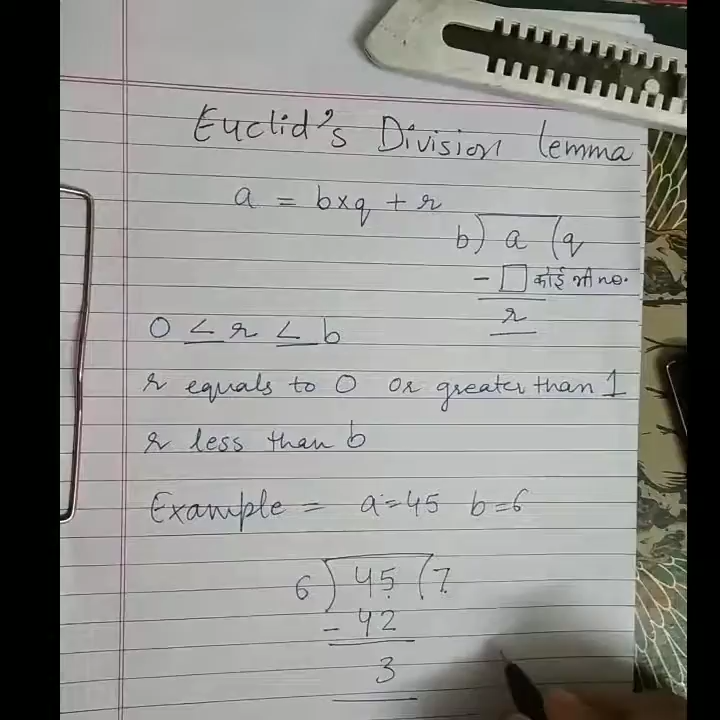 Euclid's Division lemma
a = b×q + r
b) a (q
- □ कोई भी no.
r
0 ≤ r ≤ b
r equals to 0 or greater than 1
r less than b
Example = a=45 b=6
6) 45 (7
- 42
3